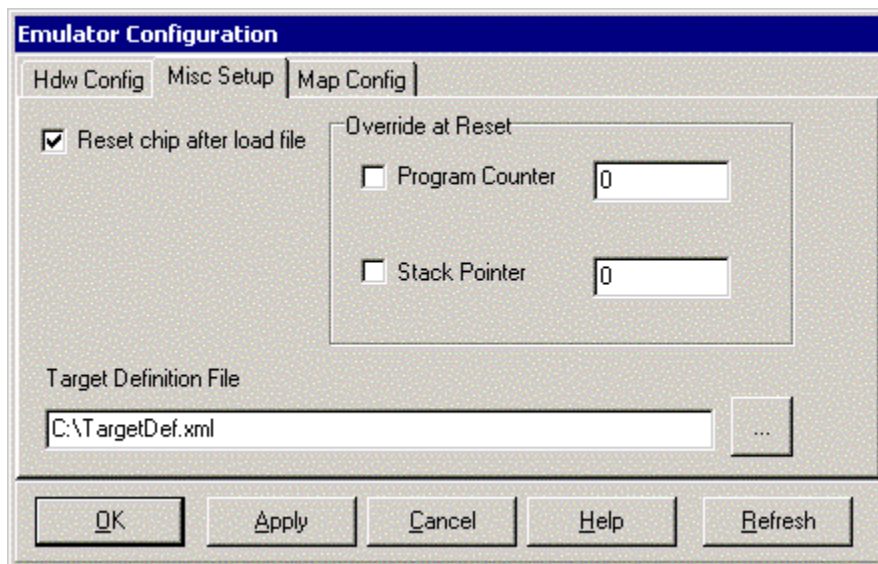 Emulator Configuration
Hdw Config Misc Setup Map Config
Reset chip after load file
Override at Reset
Program Counter 0
Stack Pointer 0
Target Definition File
C:\TargetDef.xml ...
OK Apply Cancel Help Refresh